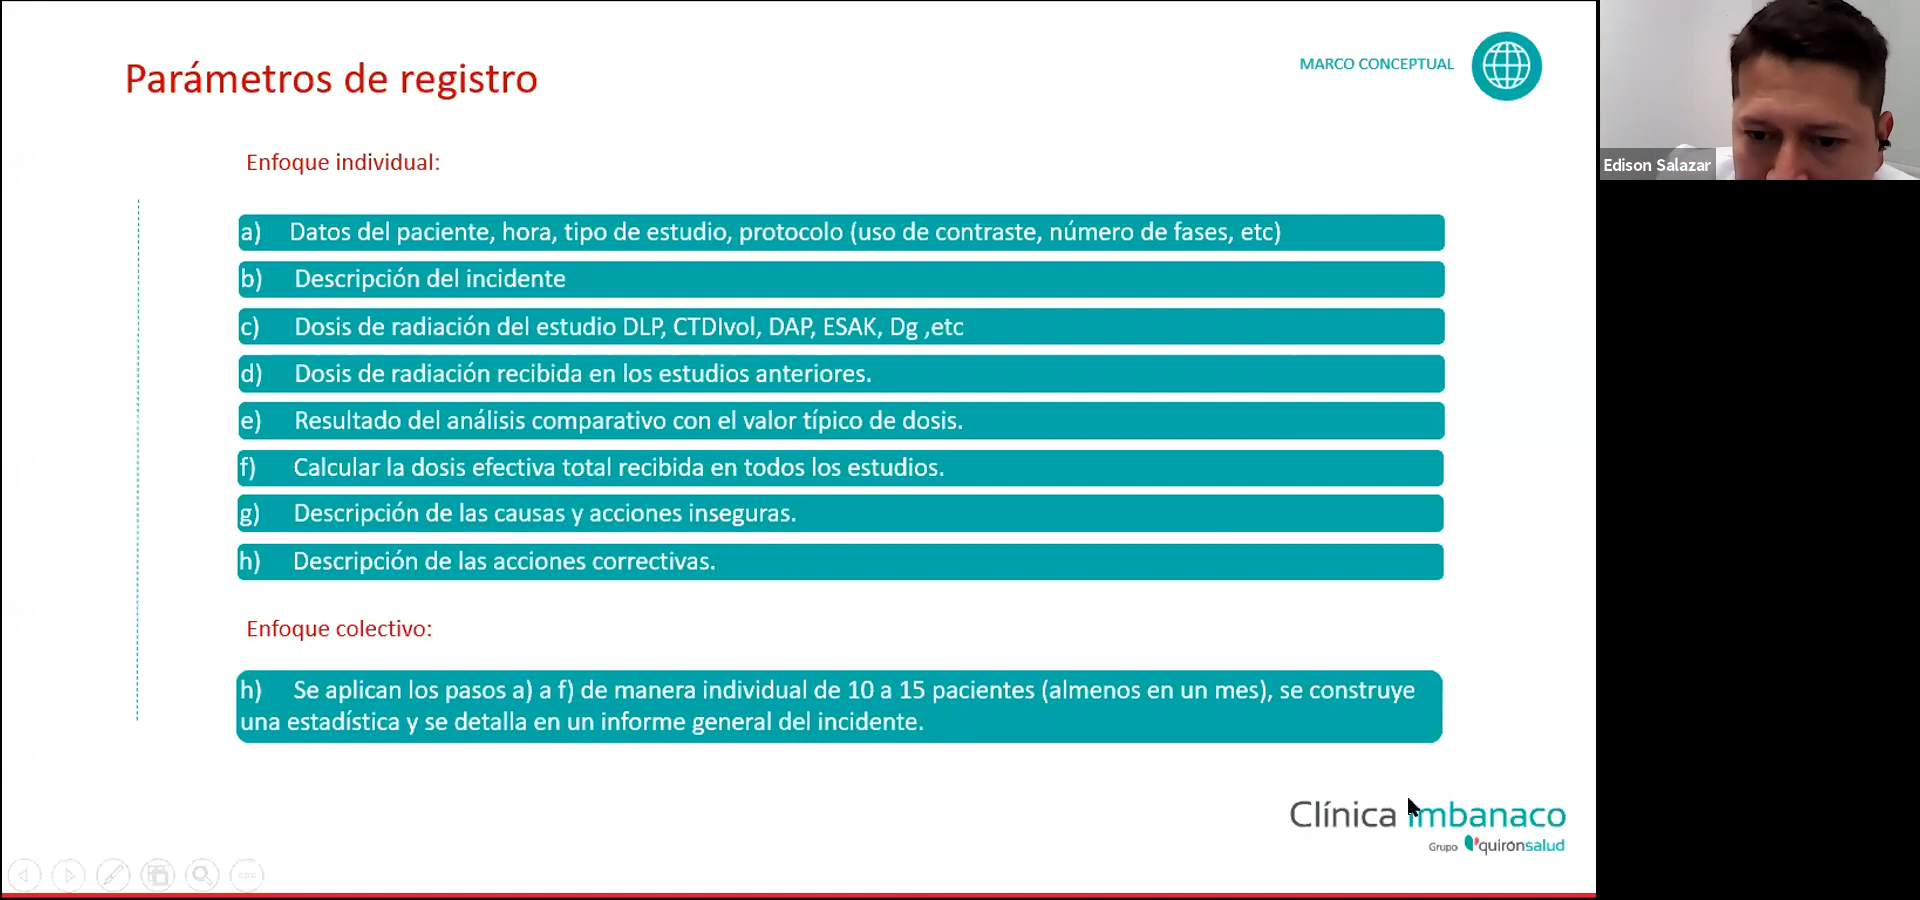 Parámetros de registro
MARCO CONCEPTUAL
Edison Salazar
Enfoque individual:
a) Datos del paciente, hora, tipo de estudio, protocolo (uso de contraste, número de fases, etc)
b) Descripción del incidente
c) Dosis de radiación del estudio DLP, CTDIvol, DAP, ESAK, Dg ,etc
d) Dosis de radiación recibida en los estudios anteriores.
e) Resultado del análisis comparativo con el valor típico de dosis.
f) Calcular la dosis efectiva total recibida en todos los estudios.
g) Descripción de las causas y acciones inseguras.
h) Descripción de las acciones correctivas.
Enfoque colectivo:
h) Se aplican los pasos a) a f) de manera individual de 10 a 15 pacientes (almenos en un mes), se construye
una estadística y se detalla en un informe general del incidente.
Clínica imbanaco
Grupo quirónsalud